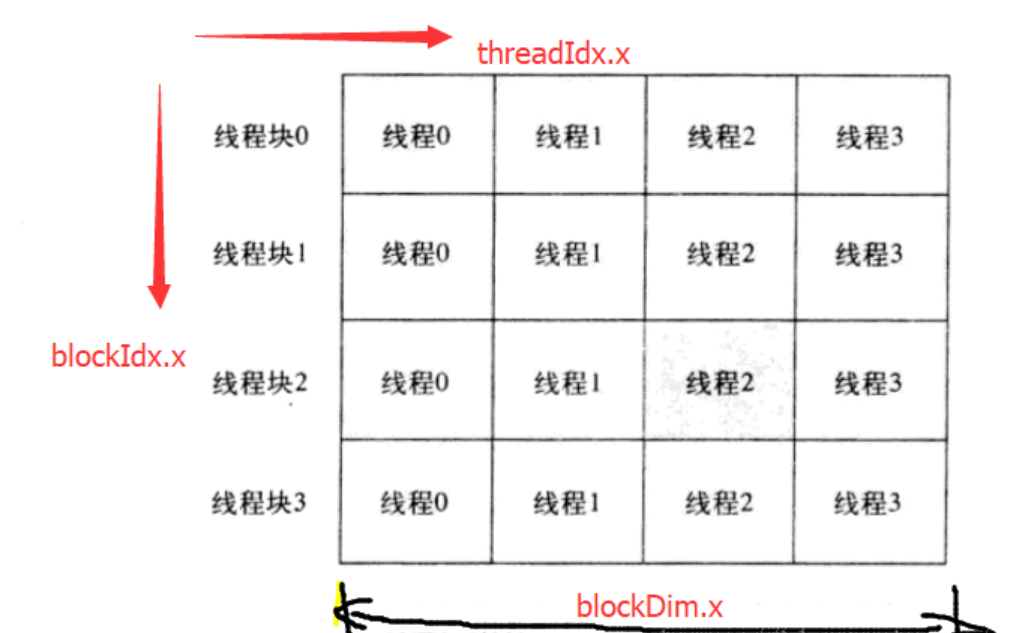 threadIdx.x
线程块0 线程0 线程1 线程2 线程3
线程块1 线程0 线程1 线程2 线程3
blockIdx.x
线程块2 线程0 线程1 线程2 线程3
线程块3 线程0 线程1 线程2 线程3
blockDim.x